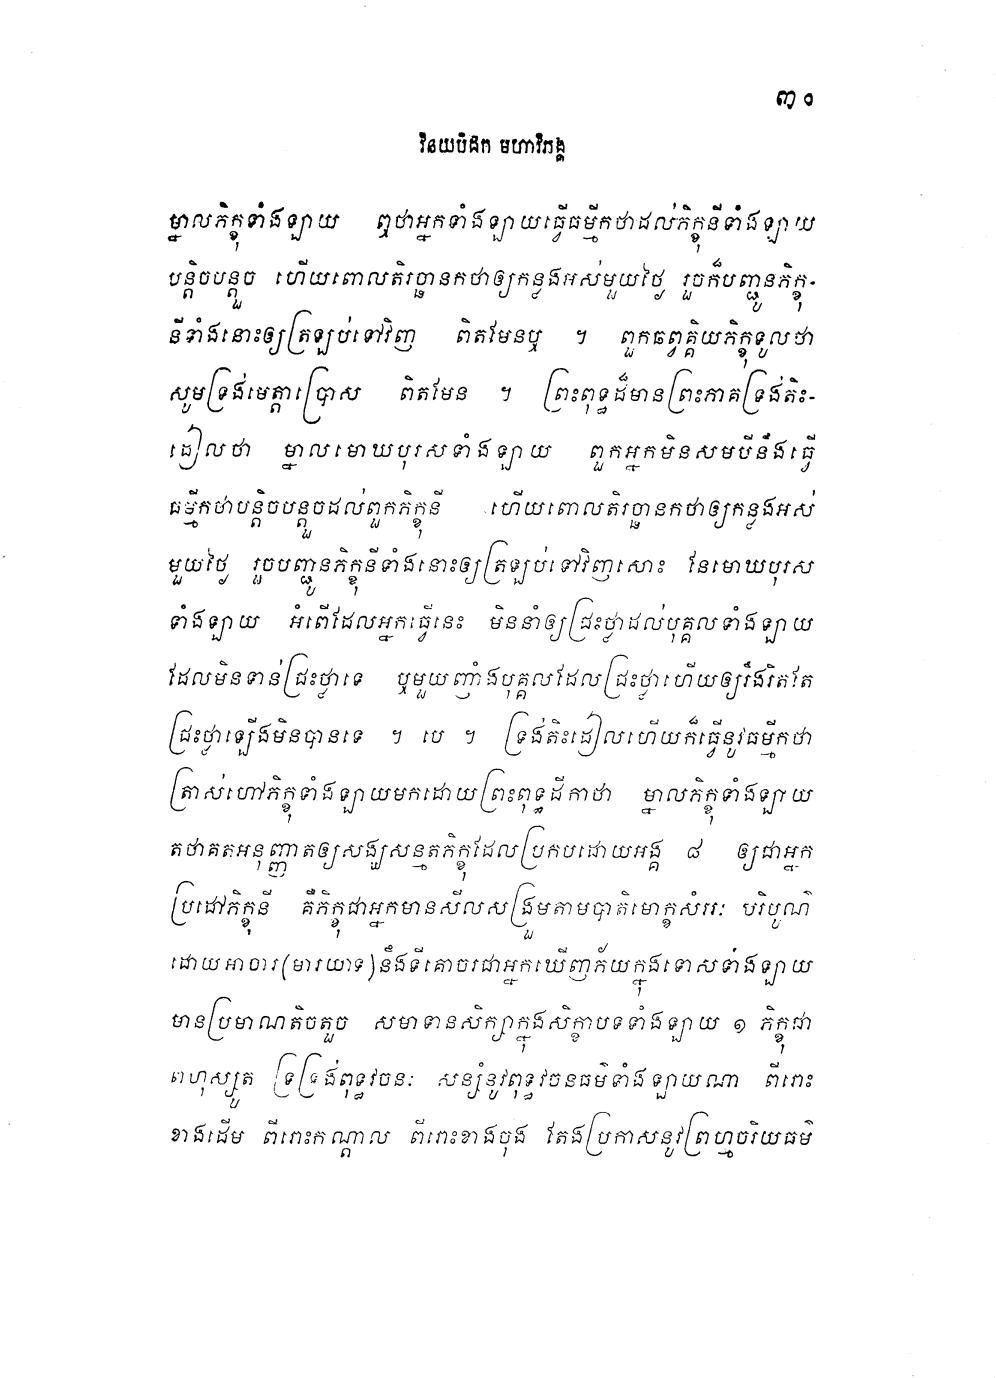 ៣០
វិនយបិដក មហាវិភង្គ
ម្នាលភិក្ខុទាំងឡាយ ឮថាអ្នកទាំងឡាយធ្វើធម្មីកថាដល់ភិក្ខុនីទាំងឡាយ
បន្តិចបន្តួច ហើយពោលតិរច្ឆានកថាឲ្យកន្លងអស់មួយថ្ងៃ រួចក៏បញ្ជូនភិក្ខុ-
នីទាំងនោះឲ្យត្រឡប់ទៅវិញ ពិតមែនឬ ។ ពួកឆព្វគ្គិយភិក្ខុទូលថា
សូមទ្រង់មេត្តាប្រោស ពិតមែន ។ ព្រះពុទ្ធដ៏មានព្រះភាគទ្រង់តិះ-
ដៀលថា ម្នាលមោឃបុរសទាំងឡាយ ពួកអ្នកមិនសមបីនឹងធ្វើ
ធម្មីកថាបន្តិចបន្តួចដល់ពួកភិក្ខុនី ហើយពោលតិរច្ឆានកថាឲ្យកន្លងអស់
មួយថ្ងៃ រួចបញ្ជូនភិក្ខុនីទាំងនោះឲ្យត្រឡប់ទៅវិញសោះ នែមោឃបុរស
ទាំងឡាយ អំពើដែលអ្នកធ្វើនេះ មិននាំឲ្យជ្រះថ្លាដល់បុគ្គលទាំងឡាយ
ដែលមិនទាន់ជ្រះថ្លាទេ ឬមួយញុំាំងបុគ្គលដែលជ្រះថ្លាហើយឲ្យរឹងរិតតែ
ជ្រះថ្លាឡើងមិនបានទេ ។ បេ ។ ទ្រង់តិះដៀលហើយក៏ធ្វើនូវធម្មីកថា
ត្រាស់ហៅភិក្ខុទាំងឡាយមកដោយព្រះពុទ្ធដីកាថា ម្នាលភិក្ខុទាំងឡាយ
តថាគតអនុញ្ញាតឲ្យសង្ឃសន្មតភិក្ខុដែលប្រកបដោយអង្គ ៨ ឲ្យជាអ្នក
ប្រដៅភិក្ខុនី គឺភិក្ខុជាអ្នកមានសីលសង្រួមតាមបាតិមោក្ខសំវរៈ បរិបូណ៌
ដោយអាចារ(មារយាទ)នឹងទីគោចរជាអ្នកឃើញភ័យក្នុងទោសទាំងឡាយ
មានប្រមាណតិចតួច សមាទានសិក្សាក្នុងសិក្ខាបទទាំងឡាយ ១ ភិក្ខុជា
ពហុស្សូត ទ្រទ្រង់ពុទ្ធវចនៈ សន្សំនូវពុទ្ធវចនធម៌ទាំងឡាយណា ពីរោះ
ខាងដើម ពីរោះកណ្តាល ពីរោះខាងចុង តែងប្រកាសនូវព្រហ្មចរិយធម៌